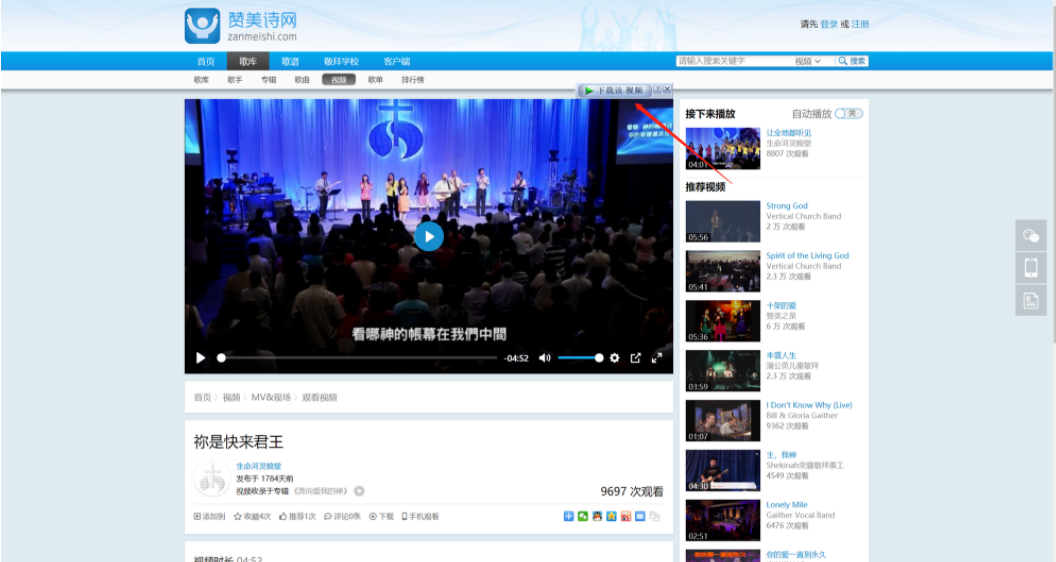 赞美诗网
zanmeishi.com
请先 登录 或 注册
首页 歌库 歌谱 敬拜学校 客户端
请输入搜索关键字 视频 搜索
歌库 歌手 专辑 歌曲 视频 歌单 排行榜
下载该 视频 ? X
看哪神的帳幕在我們中間
-04:52
首页 > 视频 > MV&现场 > 观看视频
祢是快来君王
生命河灵粮堂
发布于 1784天前
视频收录于专辑 《奔向爱我的神》
9697 次观看
添加到 收藏4次 推荐1次 评论0条 下载 手机观看
视频时长 04:52
接下来播放 自动播放 关
04:01
让全地都听见
生命河灵粮堂
8807 次观看
推荐视频
05:56
Strong God
Vertical Church Band
2 万 次观看
05:41
Spirit of the Living God
Vertical Church Band
2.3 万 次观看
05:36
十架的爱
赞美之泉
6 万 次观看
03:59
丰盛人生
蒲公英儿童敬拜
2.3 万 次观看
01:07
I Don't Know Why (Live)
Bill & Gloria Gaither
9362 次观看
04:30
主，我神
Shekinah荣耀敬拜事工
4549 次观看
02:51
Lonely Mile
Gaither Vocal Band
6476 次观看
你的爱一直到永久